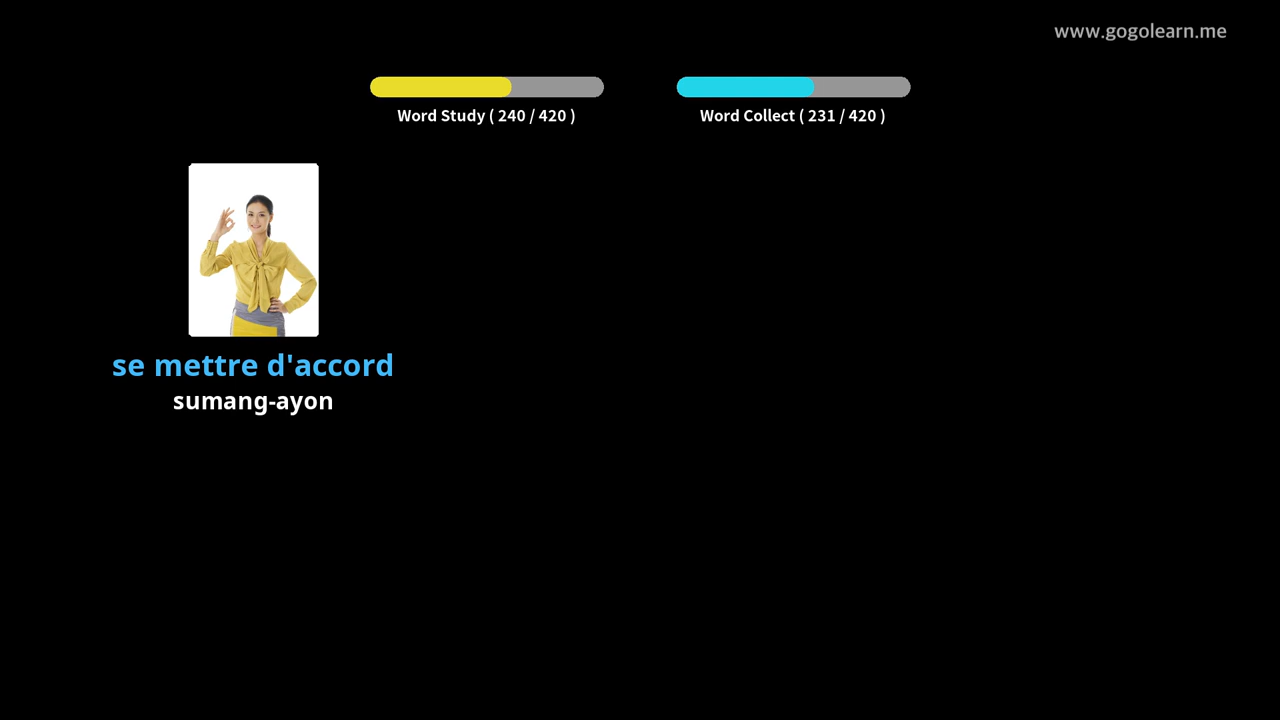 www.gogolearn.me
Word Study ( 240 / 420 )
Word Collect ( 231 / 420 )
se mettre d'accord
sumang-ayon